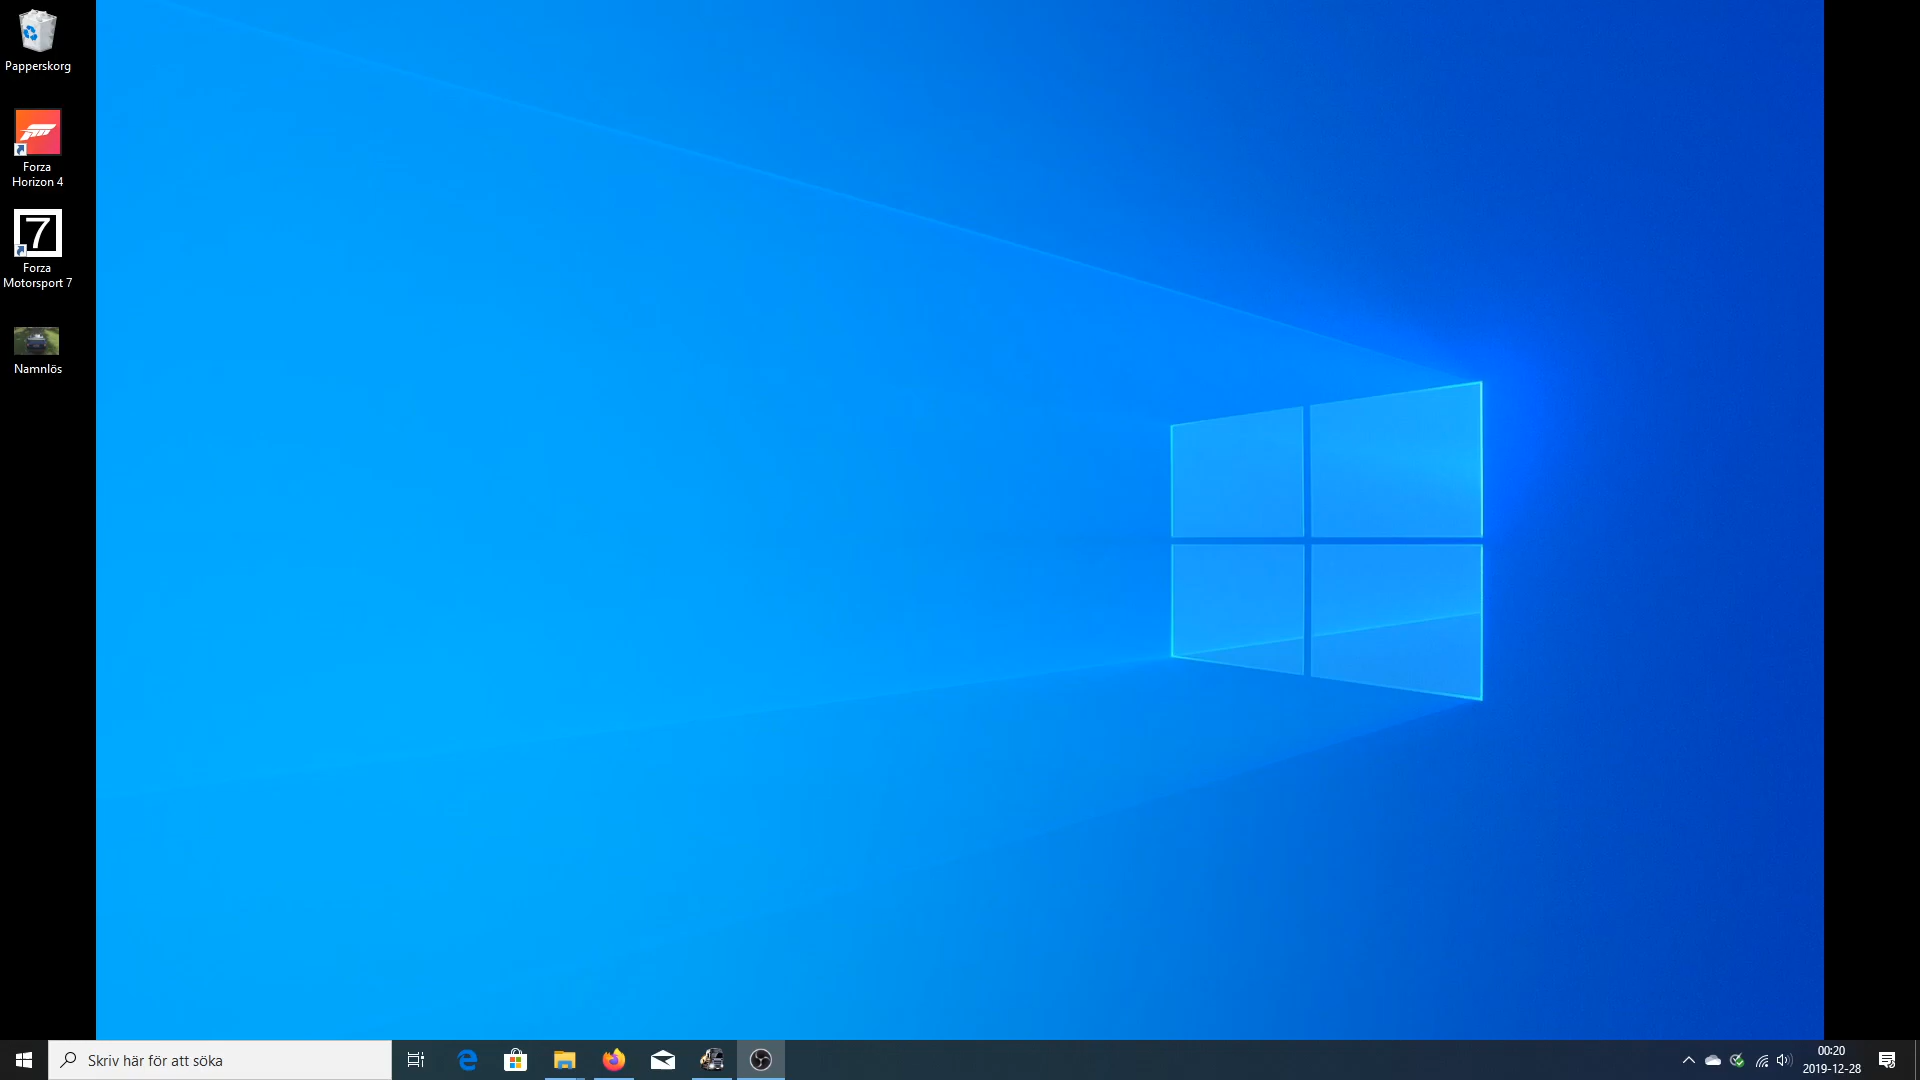 Papperskorg
Forza
Horizon 4
7
Forza
Motorsport 7
Namnlös
Skriv här för att söka
00:20
2019-12-28